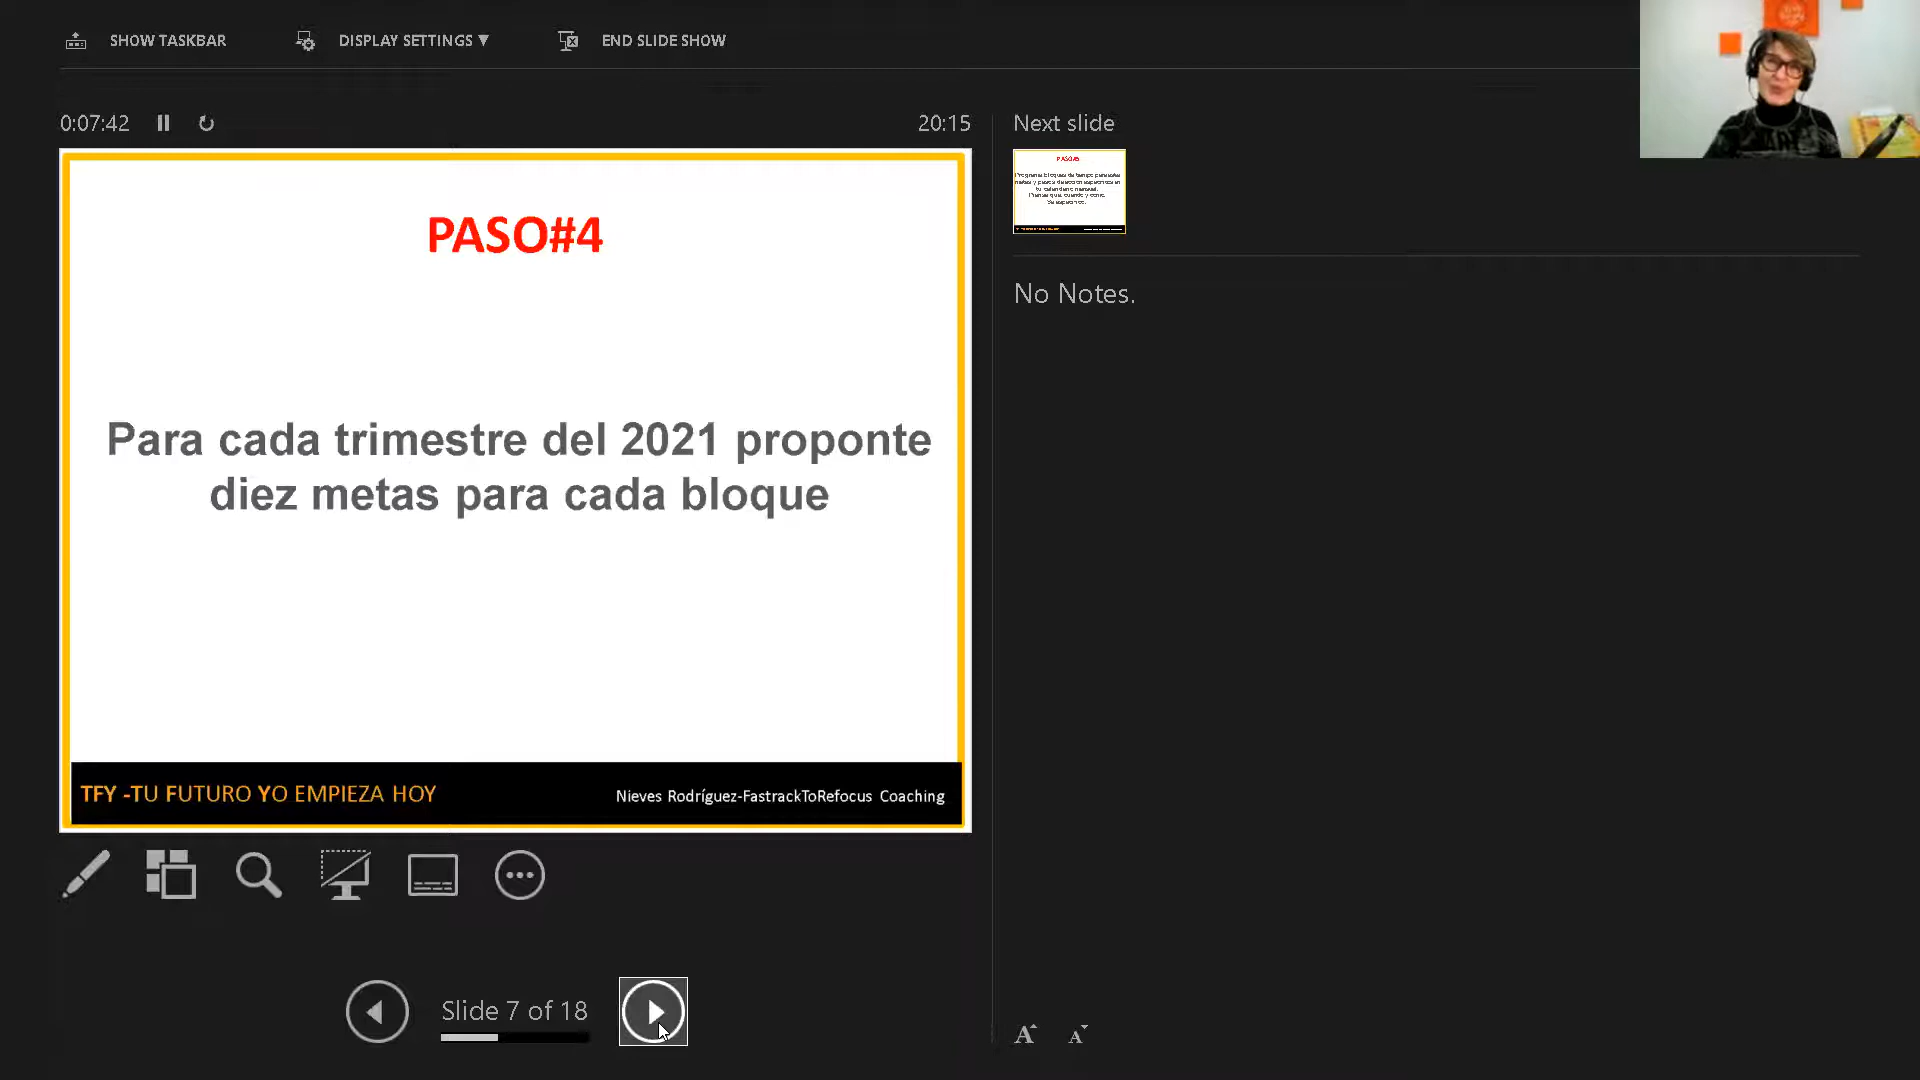 SHOW TASKBAR
DISPLAY SETTINGS ▼
END SLIDE SHOW
0:07:42
20:15
Next slide
PASO#4
Para cada trimestre del 2021 proponte
diez metas para cada bloque
TFY -TU FUTURO YO EMPIEZA HOY
Nieves Rodríguez-FastrackToRefocus Coaching
PASO#5
No Notes.
Slide 7 of 18
A
A